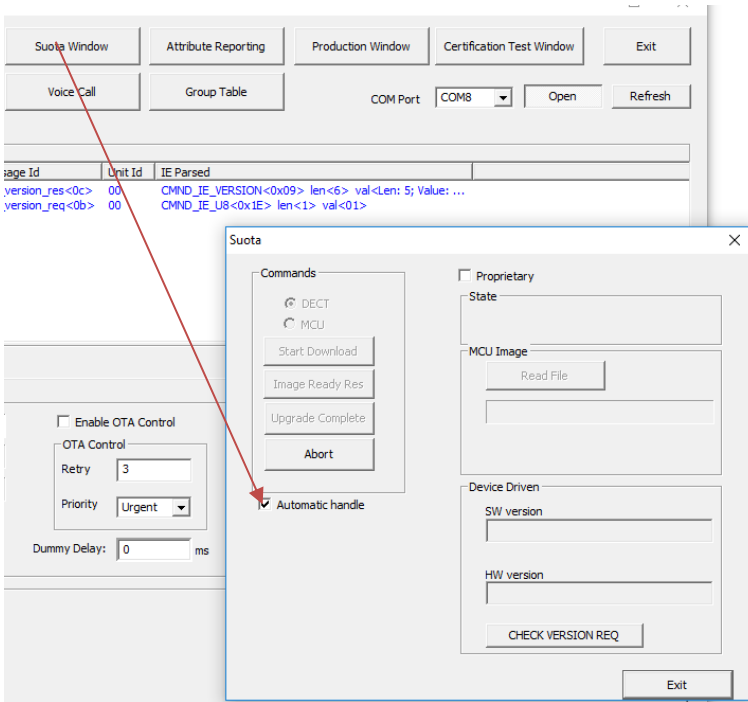 Suota Window
Attribute Reporting
Production Window
Certification Test Window
Exit
Voice Call
Group Table
COM Port
COM8
Open
Refresh
sage Id
Unit Id
IE Parsed
version_res<0c>
00
CMND_IE_VERSION<0x09> len<6> val<Len: 5; Value: ...
version_req<0b>
00
CMND_IE_U8<0x1E> len<1> val<01>
Enable OTA Control
OTA Control
Retry
3
Priority
Urgent
Dummy Delay:
0
ms
Suota
Commands
DECT
MCU
Start Download
Image Ready Res
Upgrade Complete
Abort
Automatic handle
Proprietary
State
MCU Image
Read File
Device Driven
SW version
HW version
CHECK VERSION REQ
Exit